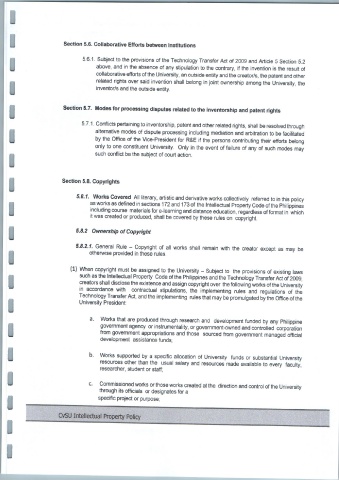 Section 5.6. Collaborative Efforts between Institutions
5.6.1. Subject to the provisions of the Technology Transfer Act of 2009 and Article 5 Section 5.2
above, and in the absence of any stipulation to the contrary, if the invention is the result of
collaborative efforts of the University, an outside entity and the creator/s, the patent and other
related rights over said invention shall belong in joint ownership among the University, the
inventor/s and the outside entity.
Section 5.7. Modes for processing disputes related to the inventorship and patent rights
5.7.1. Conflicts pertaining to inventorship, patent and other related rights, shall be resolved through
alternative modes of dispute processing including mediation and arbitration to be facilitated
by the Office of the Vice-President for R&E if the persons contributing their efforts belong
only to one constituent University. Only in the event of failure of any of such modes may
such conflict be the subject of court action.
Section 5.8. Copyrights
5.8.1. Works Covered. All literary, artistic and derivative works collectively referred to in this policy
as works as defined in sections 172 and 173 of the Intellectual Property Code of the Philippines
including course materials for e-learning and distance education, regardless of format in which
it was created or produced, shall be covered by these rules on copyright.
5.8.2 Ownership of Copyright
5.8.2.1. General Rule – Copyright of all works shall remain with the creator except as may be
otherwise provided in these rules.
(1) When copyright must be assigned to the University – Subject to the provisions of existing laws
such as the Intellectual Property Code of the Philippines and the Technology Transfer Act of 2009,
creators shall disclose the existence and assign copyright over the following works of the University
in accordance with contractual stipulations, the implementing rules and regulations of the
Technology Transfer Act, and the implementing rules that may be promulgated by the Office of the
University President:
a. Works that are produced through research and development funded by any Philippine
government agency or instrumentality, or government-owned and controlled corporation
from government appropriations and those sourced from government managed official
development assistance funds;
b. Works supported by a specific allocation of University funds or substantial University
resources other than the usual salary and resources made available to every faculty,
researcher, student or staff;
c. Commissioned works or those works created at the direction and control of the University
through its officials or designates for a
specific project or purpose.
CvSU Intellectual Property Policy